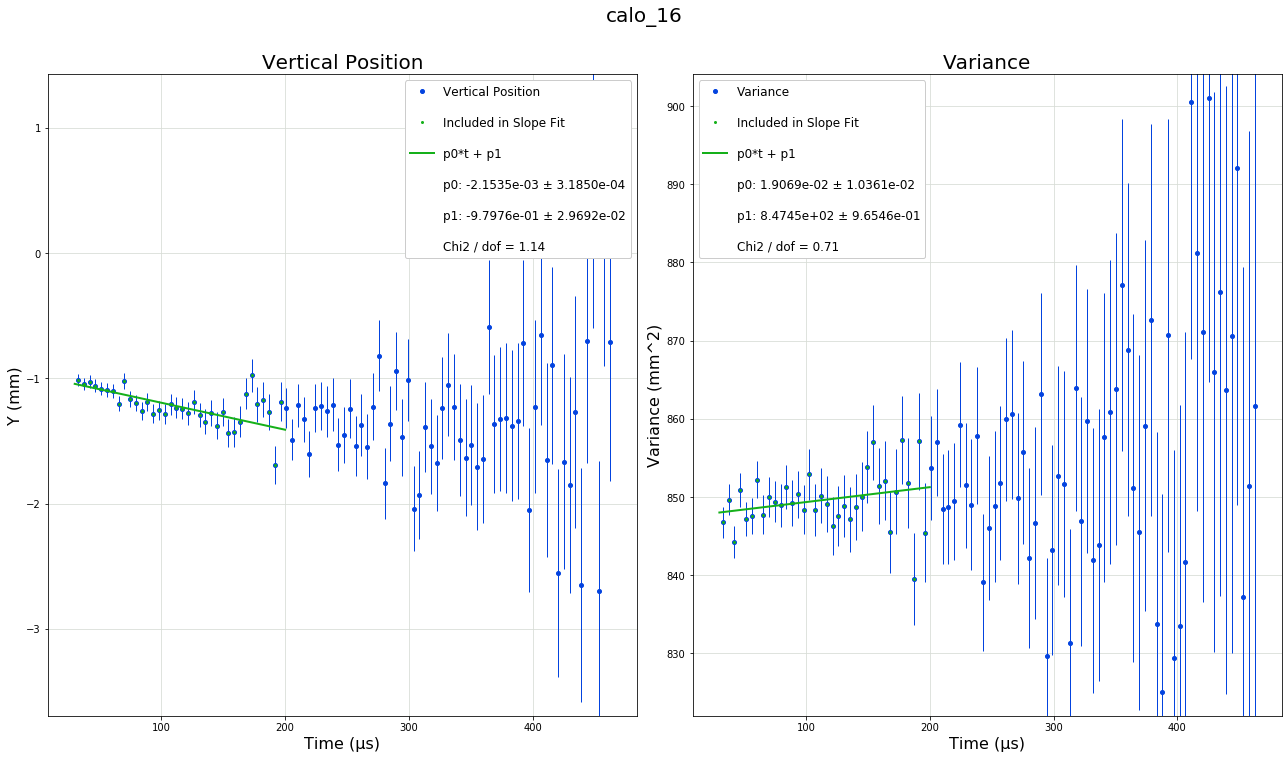 calo_16
Vertical Position
Vertical Position
Included in Slope Fit
p0*t + p1
p0: -2.1535e-03 ± 3.1850e-04
p1: -9.7976e-01 ± 2.9692e-02
Chi2 / dof = 1.14
1
0
−1
−2
−3
Y (mm)
100
200
300
400
Time (μs)
Variance
Variance
Included in Slope Fit
p0*t + p1
p0: 1.9069e-02 ± 1.0361e-02
p1: 8.4745e+02 ± 9.6546e-01
Chi2 / dof = 0.71
900
890
880
870
860
850
840
830
Variance (mm^2)
100
200
300
400
Time (μs)